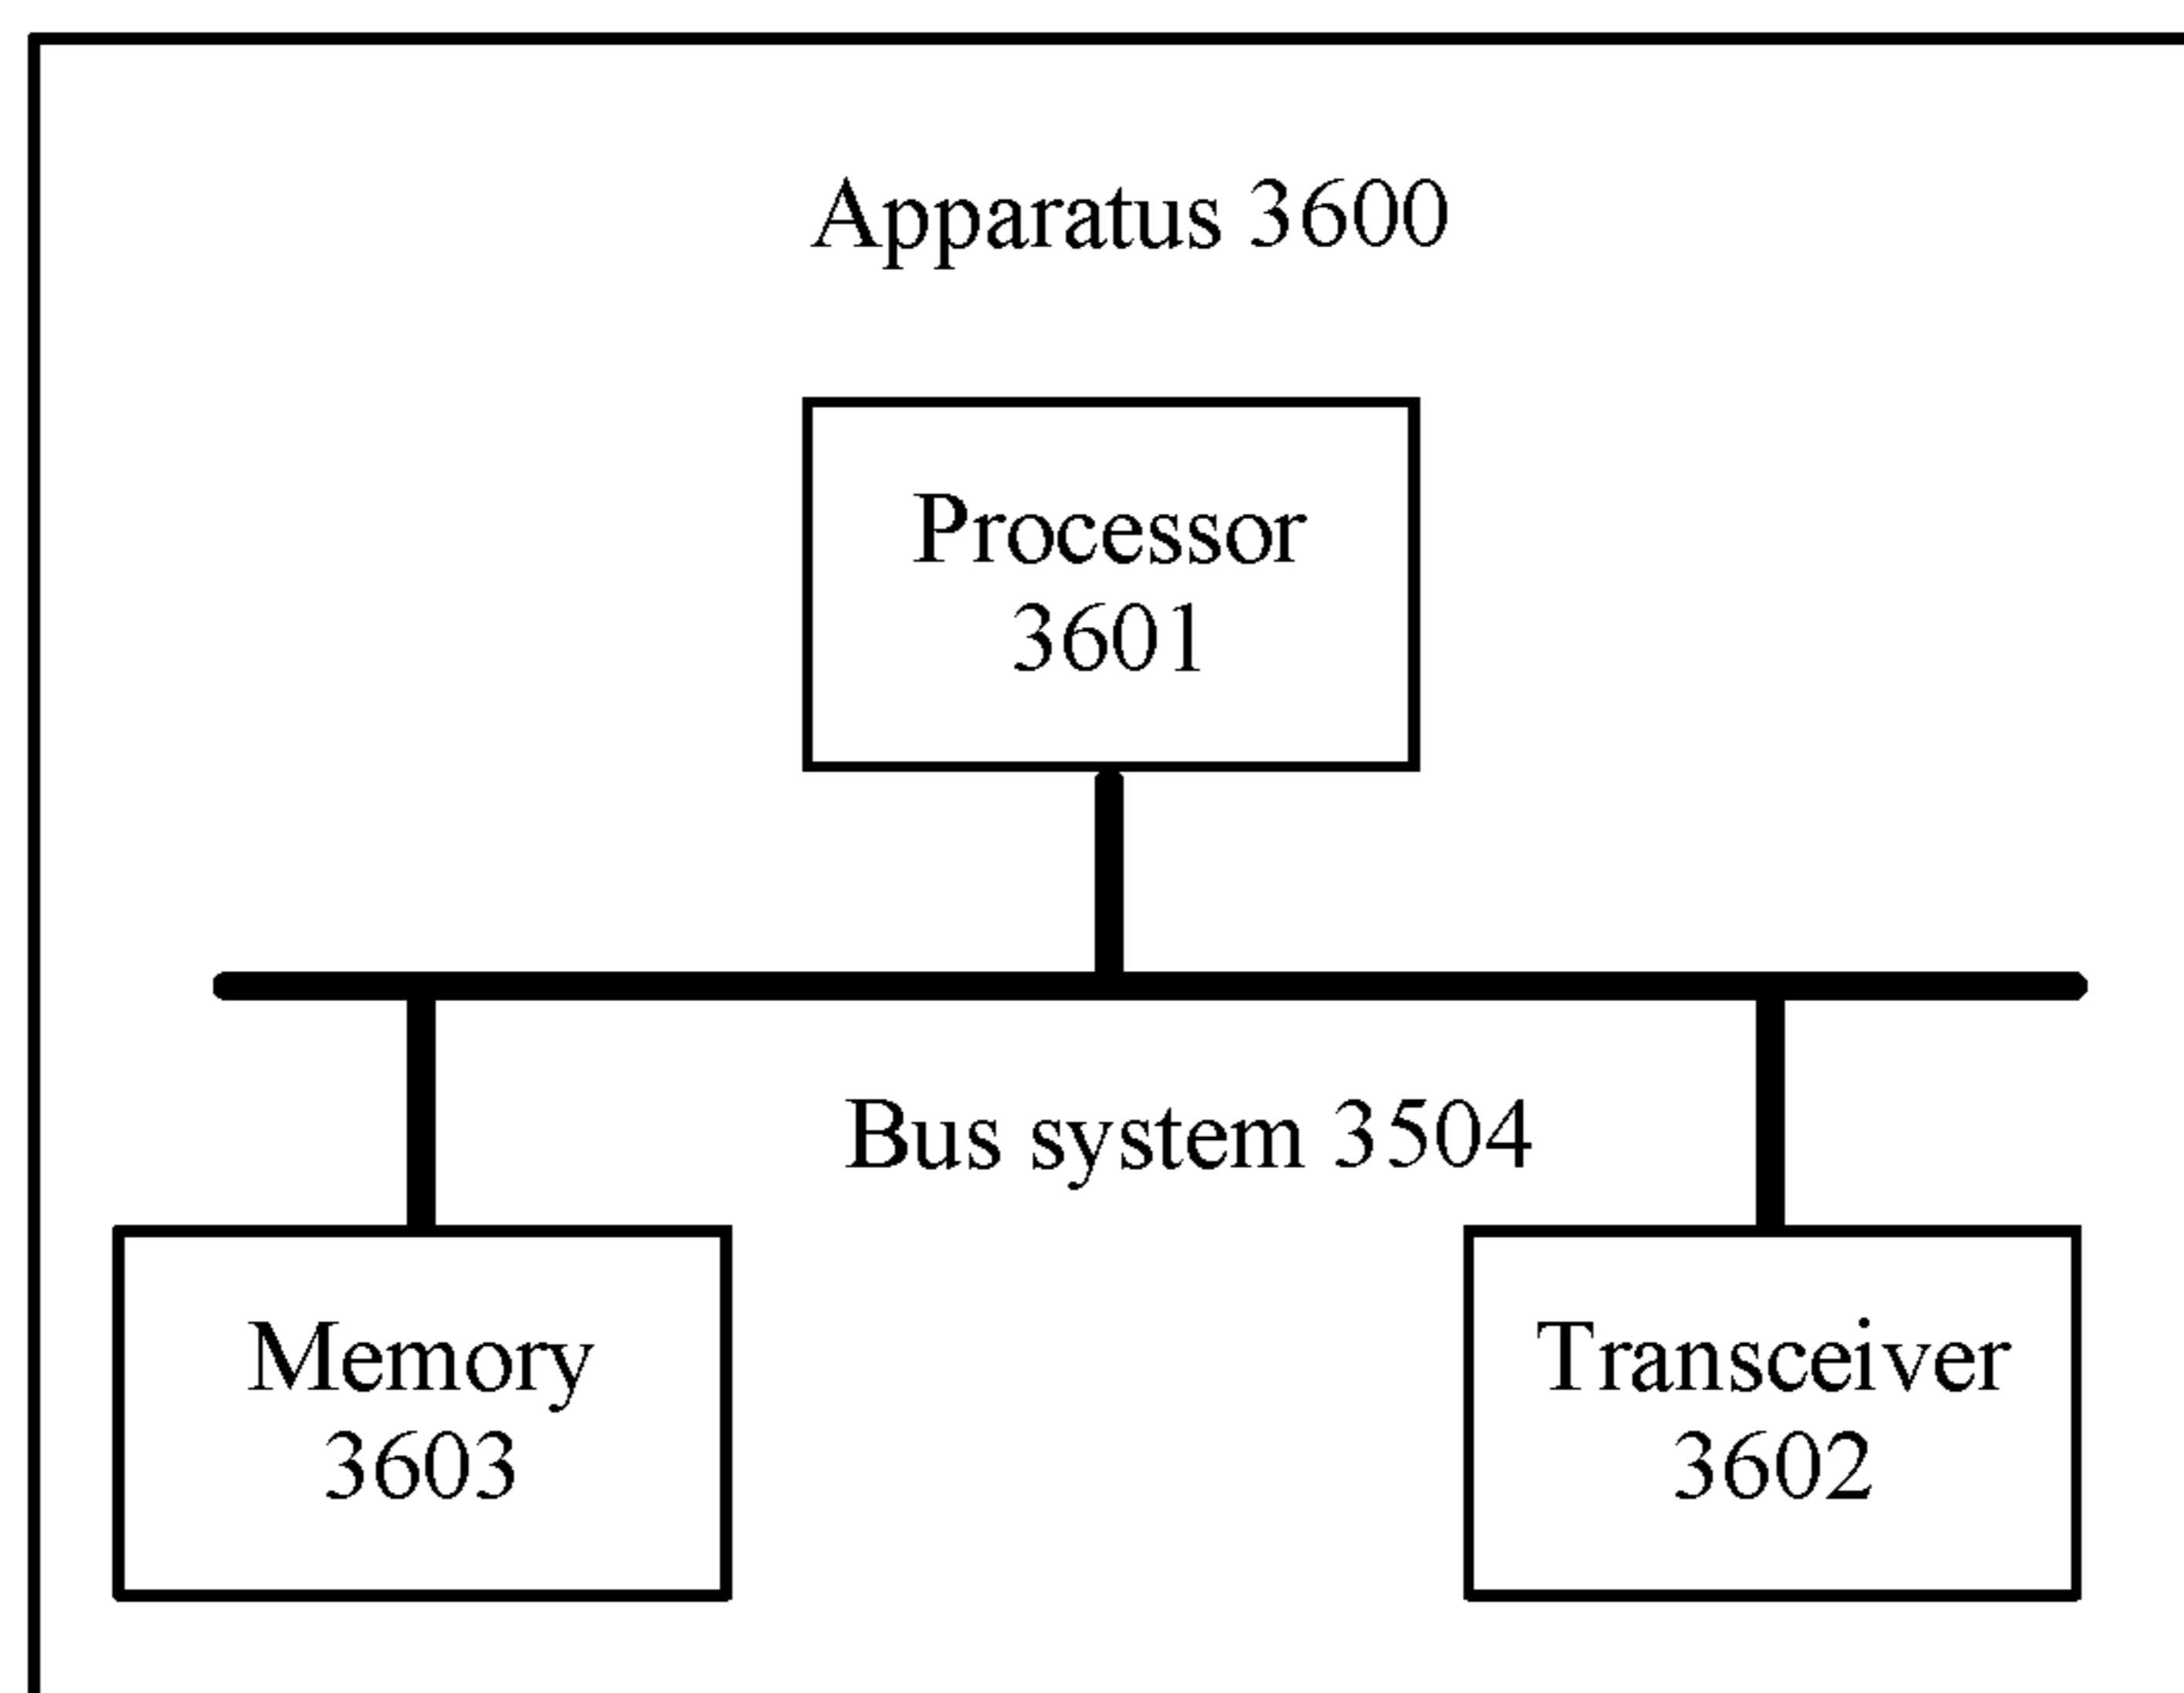 Apparatus 3600
Processor
3601
Bus system 3504
Memory
3603
Transceiver
3602